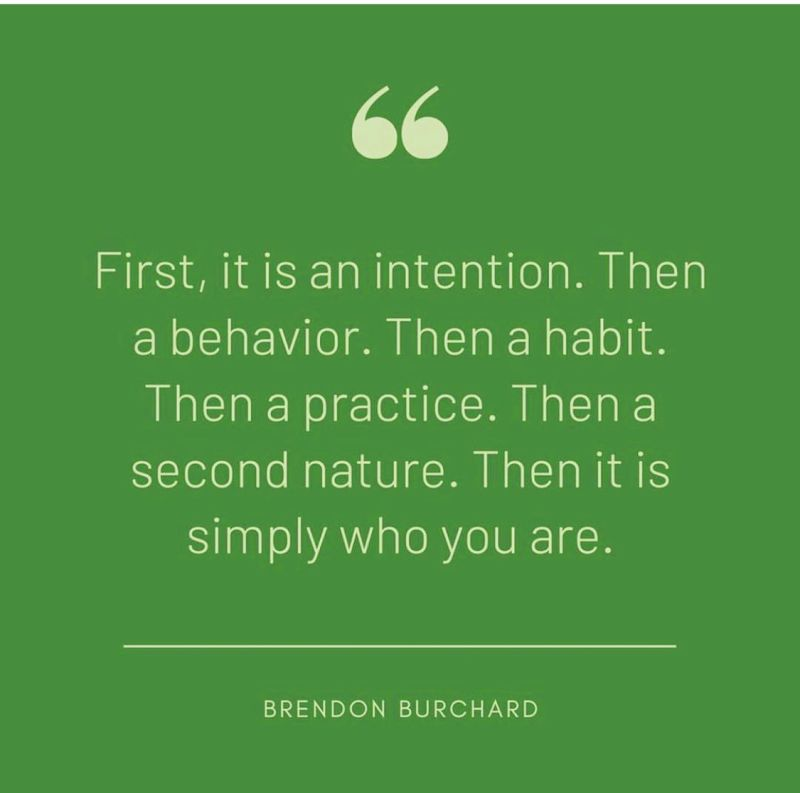 “
First, it is an intention. Then
a behavior. Then a habit.
Then a practice. Then a
second nature. Then it is
simply who you are.
BRENDON BURCHARD